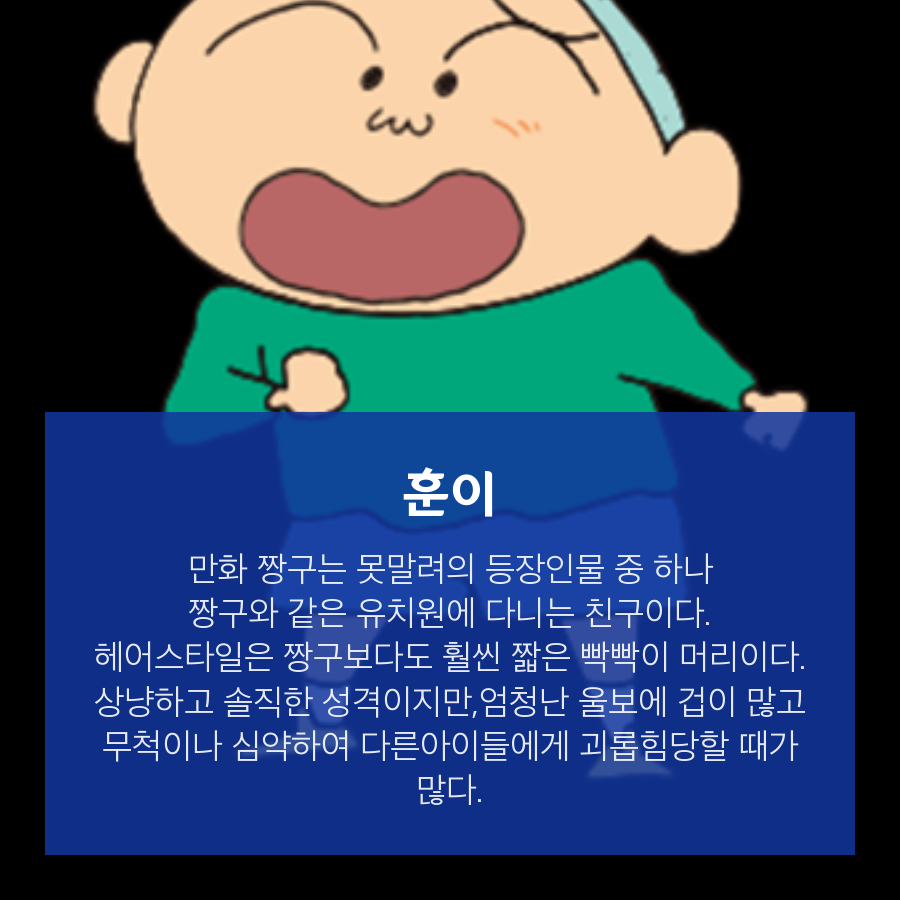 훈이
만화 짱구는 못말려의 등장인물 중 하나
짱구와 같은 유치원에 다니는 친구이다.
헤어스타일은 짱구보다도 훨씬 짧은 빡빡이 머리이다.
상냥하고 솔직한 성격이지만,엄청난 울보에 겁이 많고
무척이나 심약하여 다른아이들에게 괴롭힘당할 때가
많다.